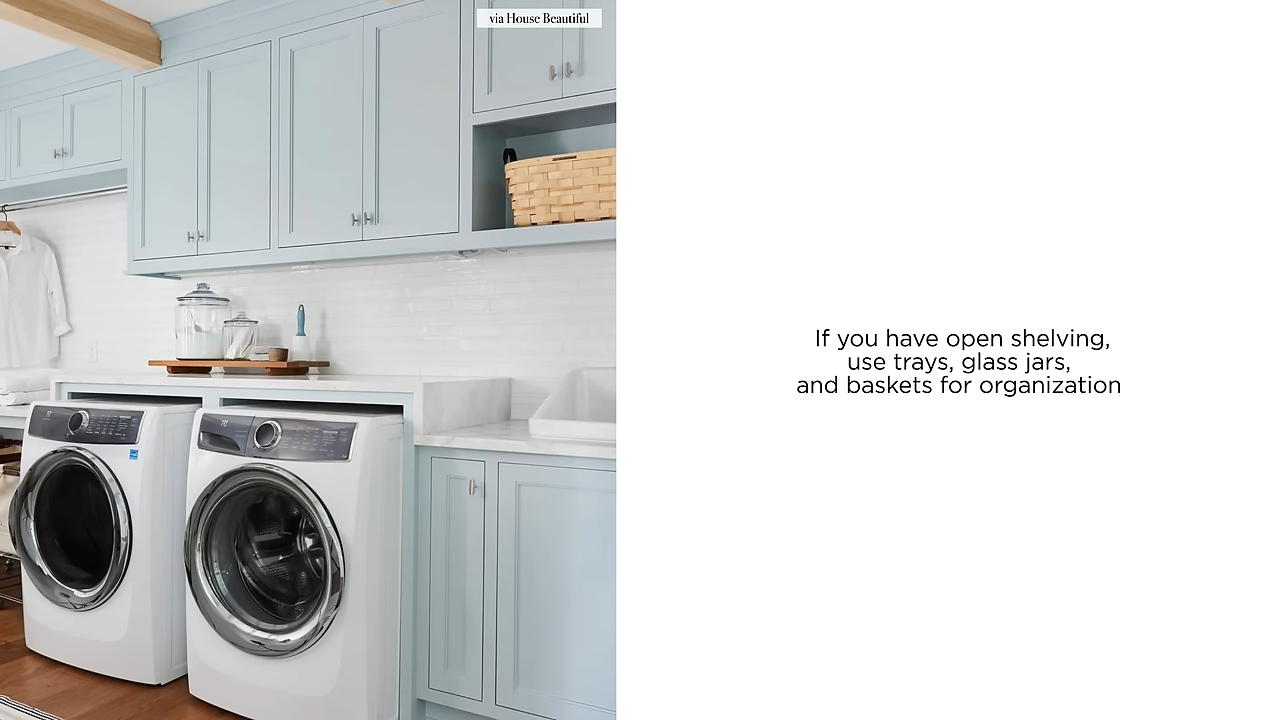 via House Beautiful
If you have open shelving,
use trays, glass jars,
and baskets for organization